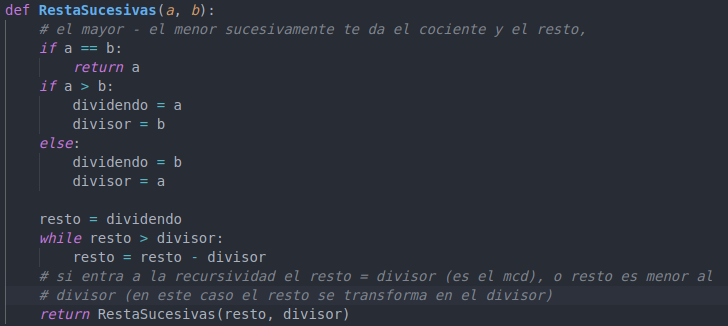 def RestaSucesivas(a, b):
    # el mayor - el menor sucesivamente te da el cociente y el resto,
    if a == b:
        return a
    if a > b:
        dividendo = a
        divisor = b
    else:
        dividendo = b
        divisor = a

    resto = dividendo
    while resto > divisor:
        resto = resto - divisor
    # si entra a la recursividad el resto = divisor (es el mcd), o resto es menor al
    # divisor (en este caso el resto se transforma en el divisor)
    return RestaSucesivas(resto, divisor)